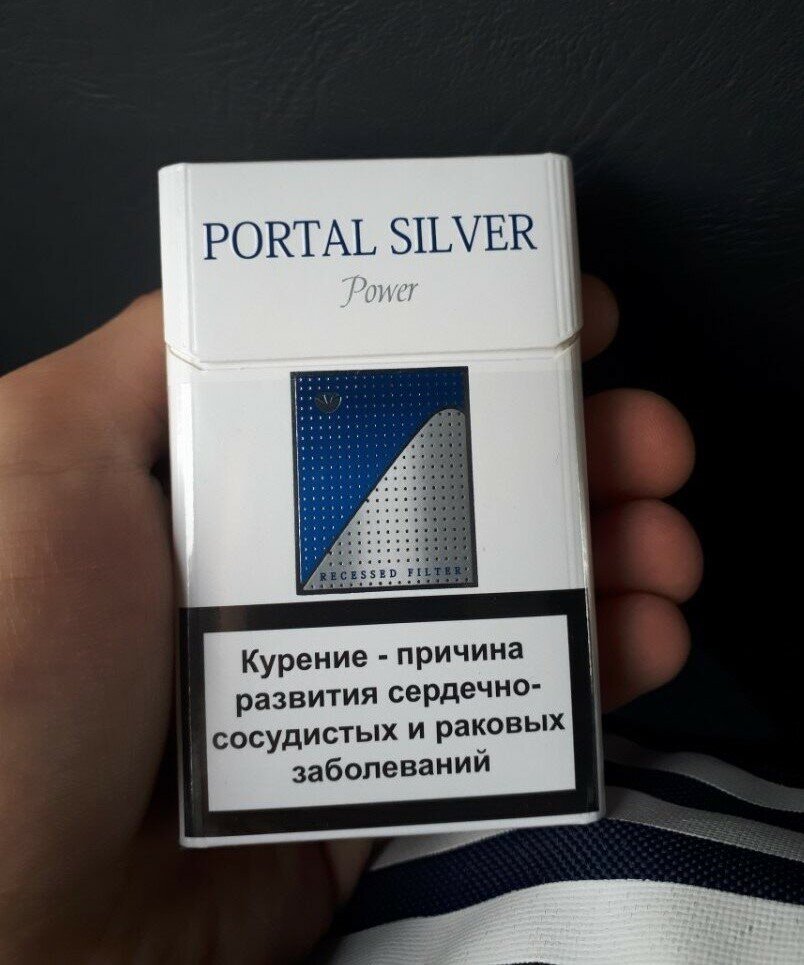 PORTAL SILVER
Power
RECESSED FILTER
Курение - причина
развития сердечно-
сосудистых и раковых
заболеваний